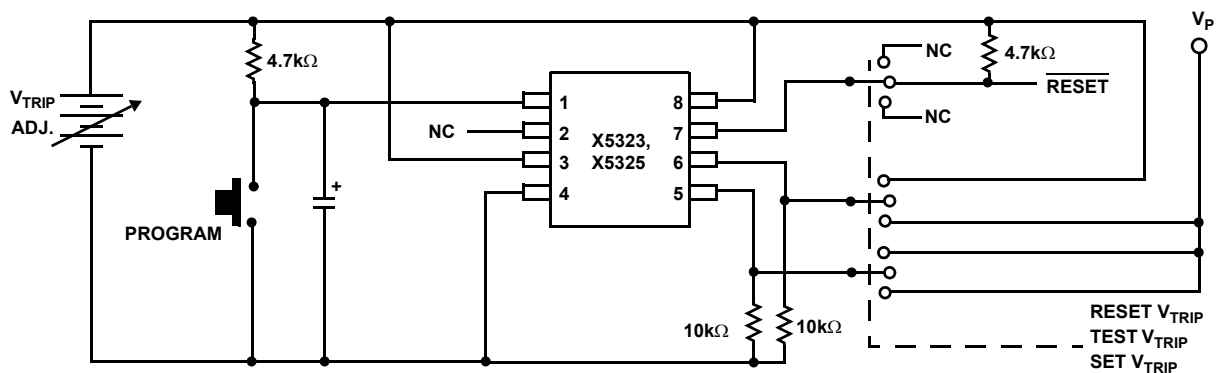 V_P
NC
4.7kΩ
4.7kΩ
V_TRIP
ADJ.
1
8
RESET
NC
2
X5323,
X5325
7
NC
3
6
4
5
+
PROGRAM
10kΩ
10kΩ
RESET V_TRIP
TEST V_TRIP
SET V_TRIP